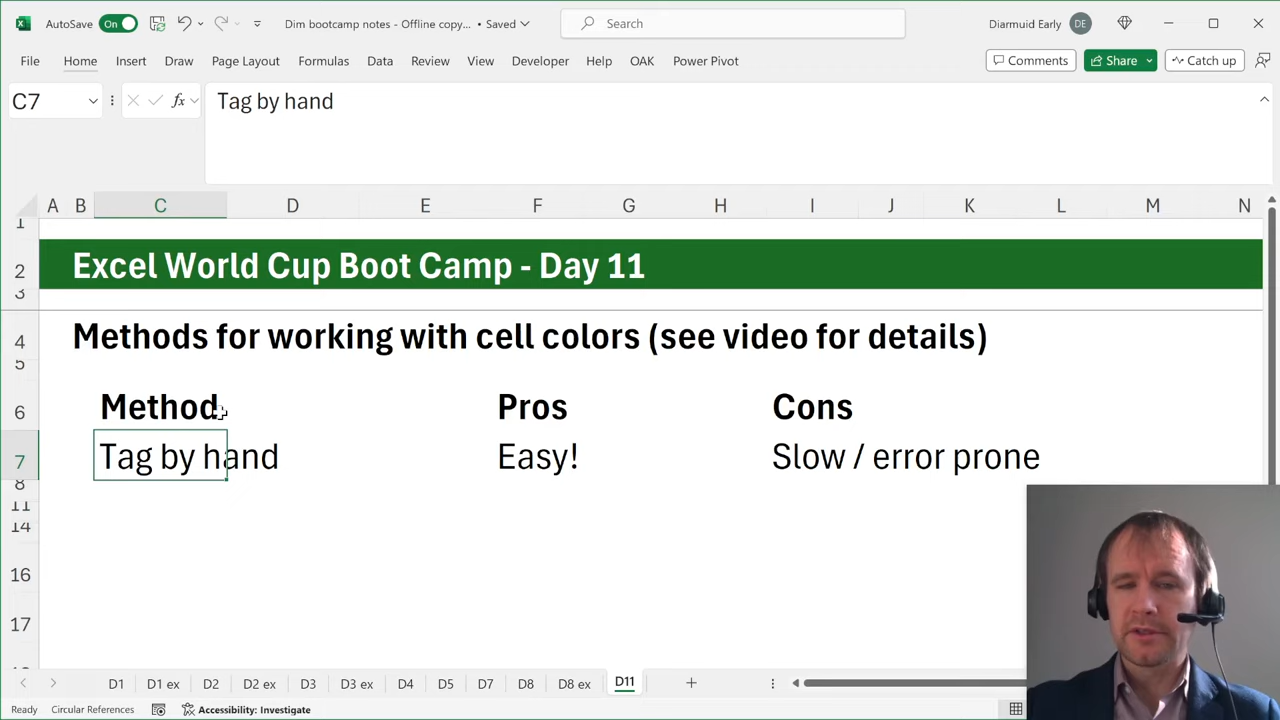 AutoSave On Dim bootcamp notes - Offline copy... • Saved Search Diarmuid Early DE
File Home Insert Draw Page Layout Formulas Data Review View Developer Help OAK Power Pivot Comments Share Catch up
C7 fx Tag by hand
A B C D E F G H I J K L M N
1
2 Excel World Cup Boot Camp - Day 11
3
4 Methods for working with cell colors (see video for details)
5
6 Method Pros Cons
7 Tag by hand Easy! Slow / error prone
8
11
14
16
17
D1 D1 ex D2 D2 ex D3 D3 ex D4 D5 D7 D8 D8 ex D11
Ready Circular References Accessibility: Investigate